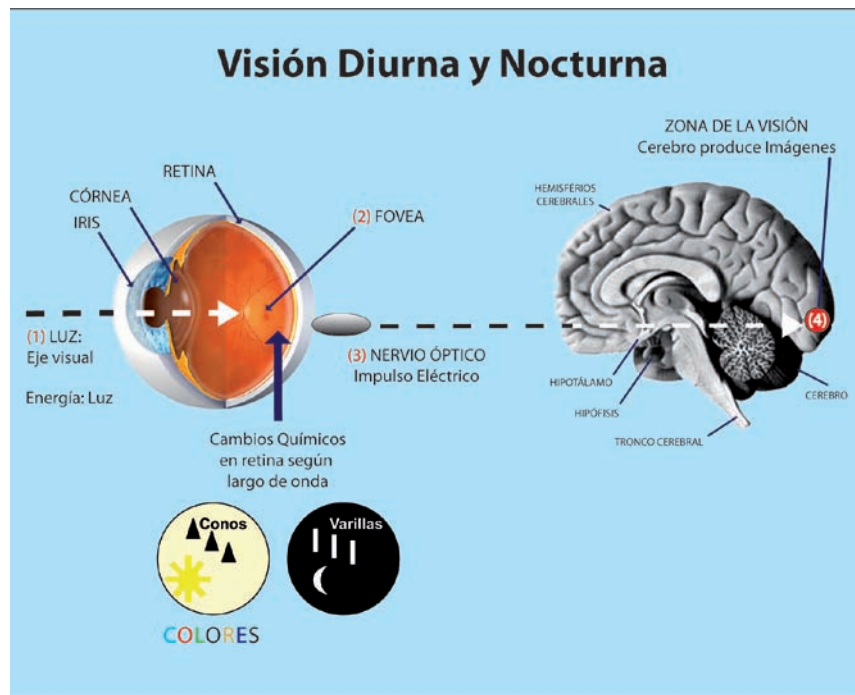 Visión Diurna y Nocturna
ZONA DE LA VISIÓN
Cerebro produce Imágenes
RETINA
CÓRNEA
IRIS
(2) FOVEA
HEMISFÉRIOS
CEREBRALES
(1) LUZ:
Eje visual
Energía: Luz
(3) NERVIO ÓPTICO
Impulso Eléctrico
(4)
HIPOTÁLAMO
HIPÓFISIS
TRONCO CEREBRAL
CEREBRO
Cambios Químicos
en retina según
largo de onda
Conos
Varillas
COLORES